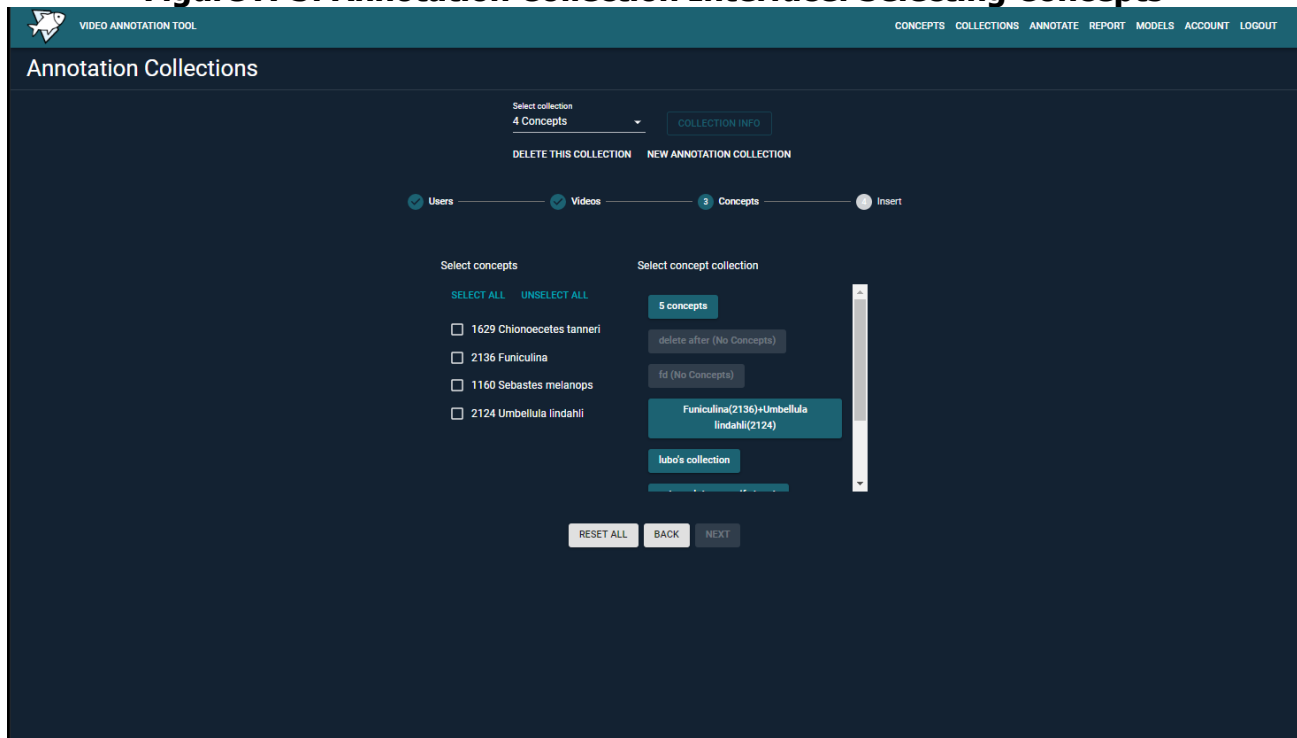 VIDEO ANNOTATION TOOL
CONCEPTS COLLECTIONS ANNOTATE REPORT MODELS ACCOUNT LOGOUT
Annotation Collections
Select collection
4 Concepts
COLLECTION INFO
DELETE THIS COLLECTION NEW ANNOTATION COLLECTION
Users
Videos
3 Concepts
4 Insert
Select concepts
SELECT ALL UNSELECT ALL
1629 Chionoecetes tanneri
2136 Funiculina
1160 Sebastes melanops
2124 Umbellula lindahli
Select concept collection
5 concepts
delete after (No Concepts)
fd (No Concepts)
Funiculina(2136)+Umbellula
lindahli(2124)
lubo's collection
RESET ALL BACK NEXT